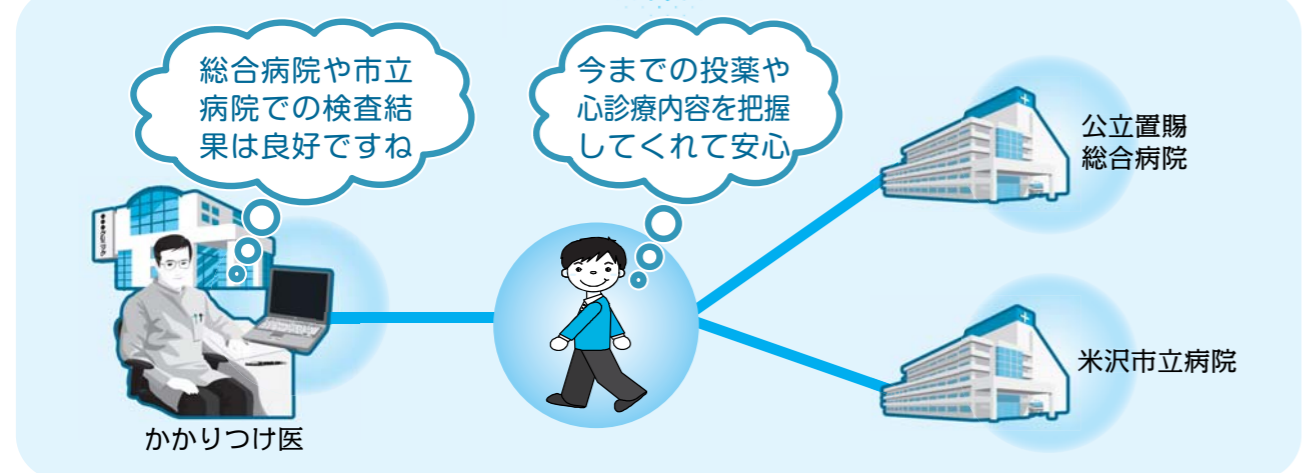 総合病院や市立
病院での検査結
果は良好ですね
今までの投薬や
心診療内容を把握
してくれて安心
公立置賜
総合病院
米沢市立病院
かかりつけ医